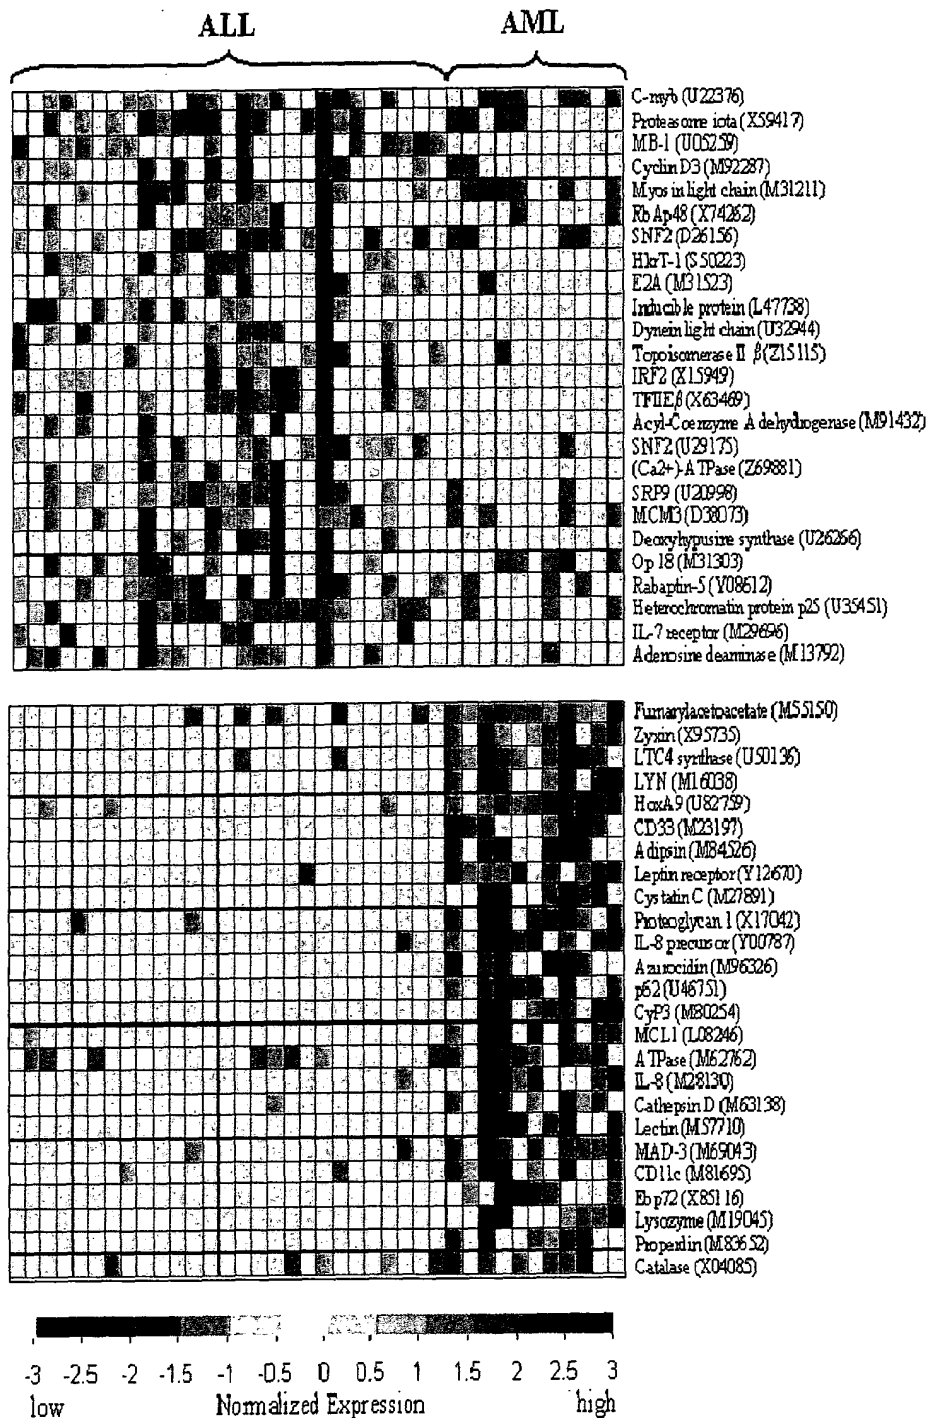 ALL AML
C-myb (U22376)
Proteasome iota (X59417)
MB-1 (U05259)
Cyclin D3 (M92287)
Myosin light chain (M31211)
RbAp48 (X74262)
SNF2 (D26156)
HkrT-1 (S50223)
E2A (M31523)
Inducible protein (L47738)
Dynein light chain (U32944)
Topoisomerase II β (Z15115)
IRF2 (X15949)
TFIIEβ (X63469)
Acyl-Coenzyme A dehydrogenase (M91432)
SNF2 (U29175)
(Ca2+)-ATPase (Z69881)
SRP9 (U20998)
MCM3 (D38073)
Deoxyhypusine synthase (U26266)
Op 18 (M31303)
Rabaptin-5 (Y08612)
Heterochromatin protein p25 (U35451)
IL-7 receptor (M29696)
Adenosine deaminase (M13792)
Fumarylacetoacetate (M55150)
Zyxin (X95735)
LTC4 synthase (U50136)
LYN (M16038)
HoxA9 (U82759)
CD33 (M23197)
Adipsin (M84526)
Leptin receptor (Y12670)
Cystatin C (M27891)
Proteoglycan 1 (X17042)
IL-8 precursor (Y00787)
Azurocidin (M96326)
p62 (U46751)
CyP3 (M80254)
MCL1 (L08246)
ATPase (M62762)
IL-8 (M28130)
Cathepsin D (M63138)
Lectin (M57710)
MAD-3 (M69043)
CD11c (M81695)
Ebp72 (X85116)
Lysozyme (M19045)
Properdin (M83652)
Catalase (X04085)
-3 -2.5 -2 -1.5 -1 -0.5 0 0.5 1 1.5 2 2.5 3
low Normalized Expression high